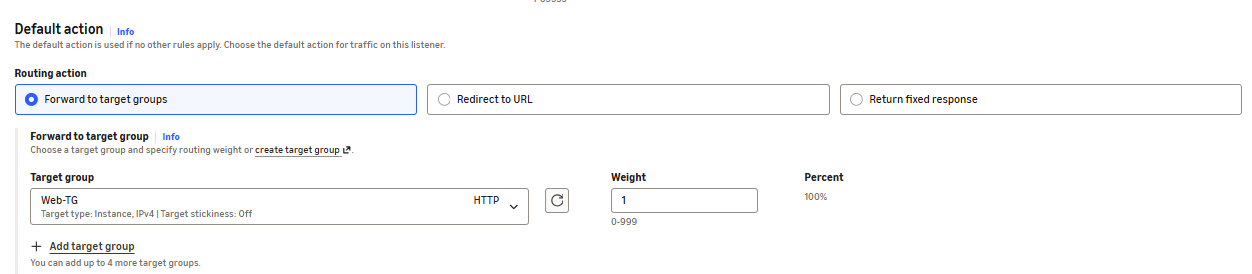 Default action
Info
The default action is used if no other rules apply. Choose the default action for traffic on this listener.
Routing action
Forward to target groups
Redirect to URL
Return fixed response
Forward to target group
Info
Choose a target group and specify routing weight or create target group.
Target group
Weight
Percent
Web-TG
HTTP
Target type: Instance, IPv4 | Target stickiness: Off
1
100%
0-999
Add target group
You can add up to 4 more target groups.